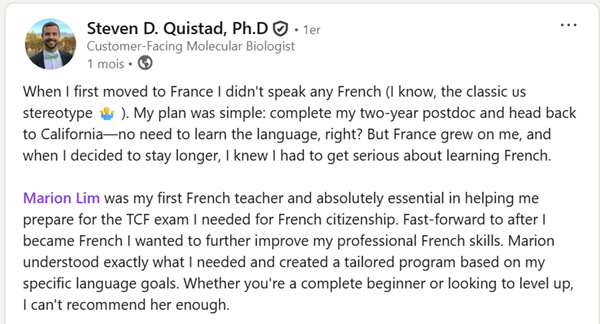 Steven D. Quistad, Ph.D • 1er
Customer-Facing Molecular Biologist
1 mois •
When I first moved to France I didn't speak any French (I know, the classic us
stereotype 🤷 ). My plan was simple: complete my two-year postdoc and head back
to California—no need to learn the language, right? But France grew on me, and
when I decided to stay longer, I knew I had to get serious about learning French.
Marion Lim was my first French teacher and absolutely essential in helping me
prepare for the TCF exam I needed for French citizenship. Fast-forward to after I
became French I wanted to further improve my professional French skills. Marion
understood exactly what I needed and created a tailored program based on my
specific language goals. Whether you're a complete beginner or looking to level up,
I can't recommend her enough.